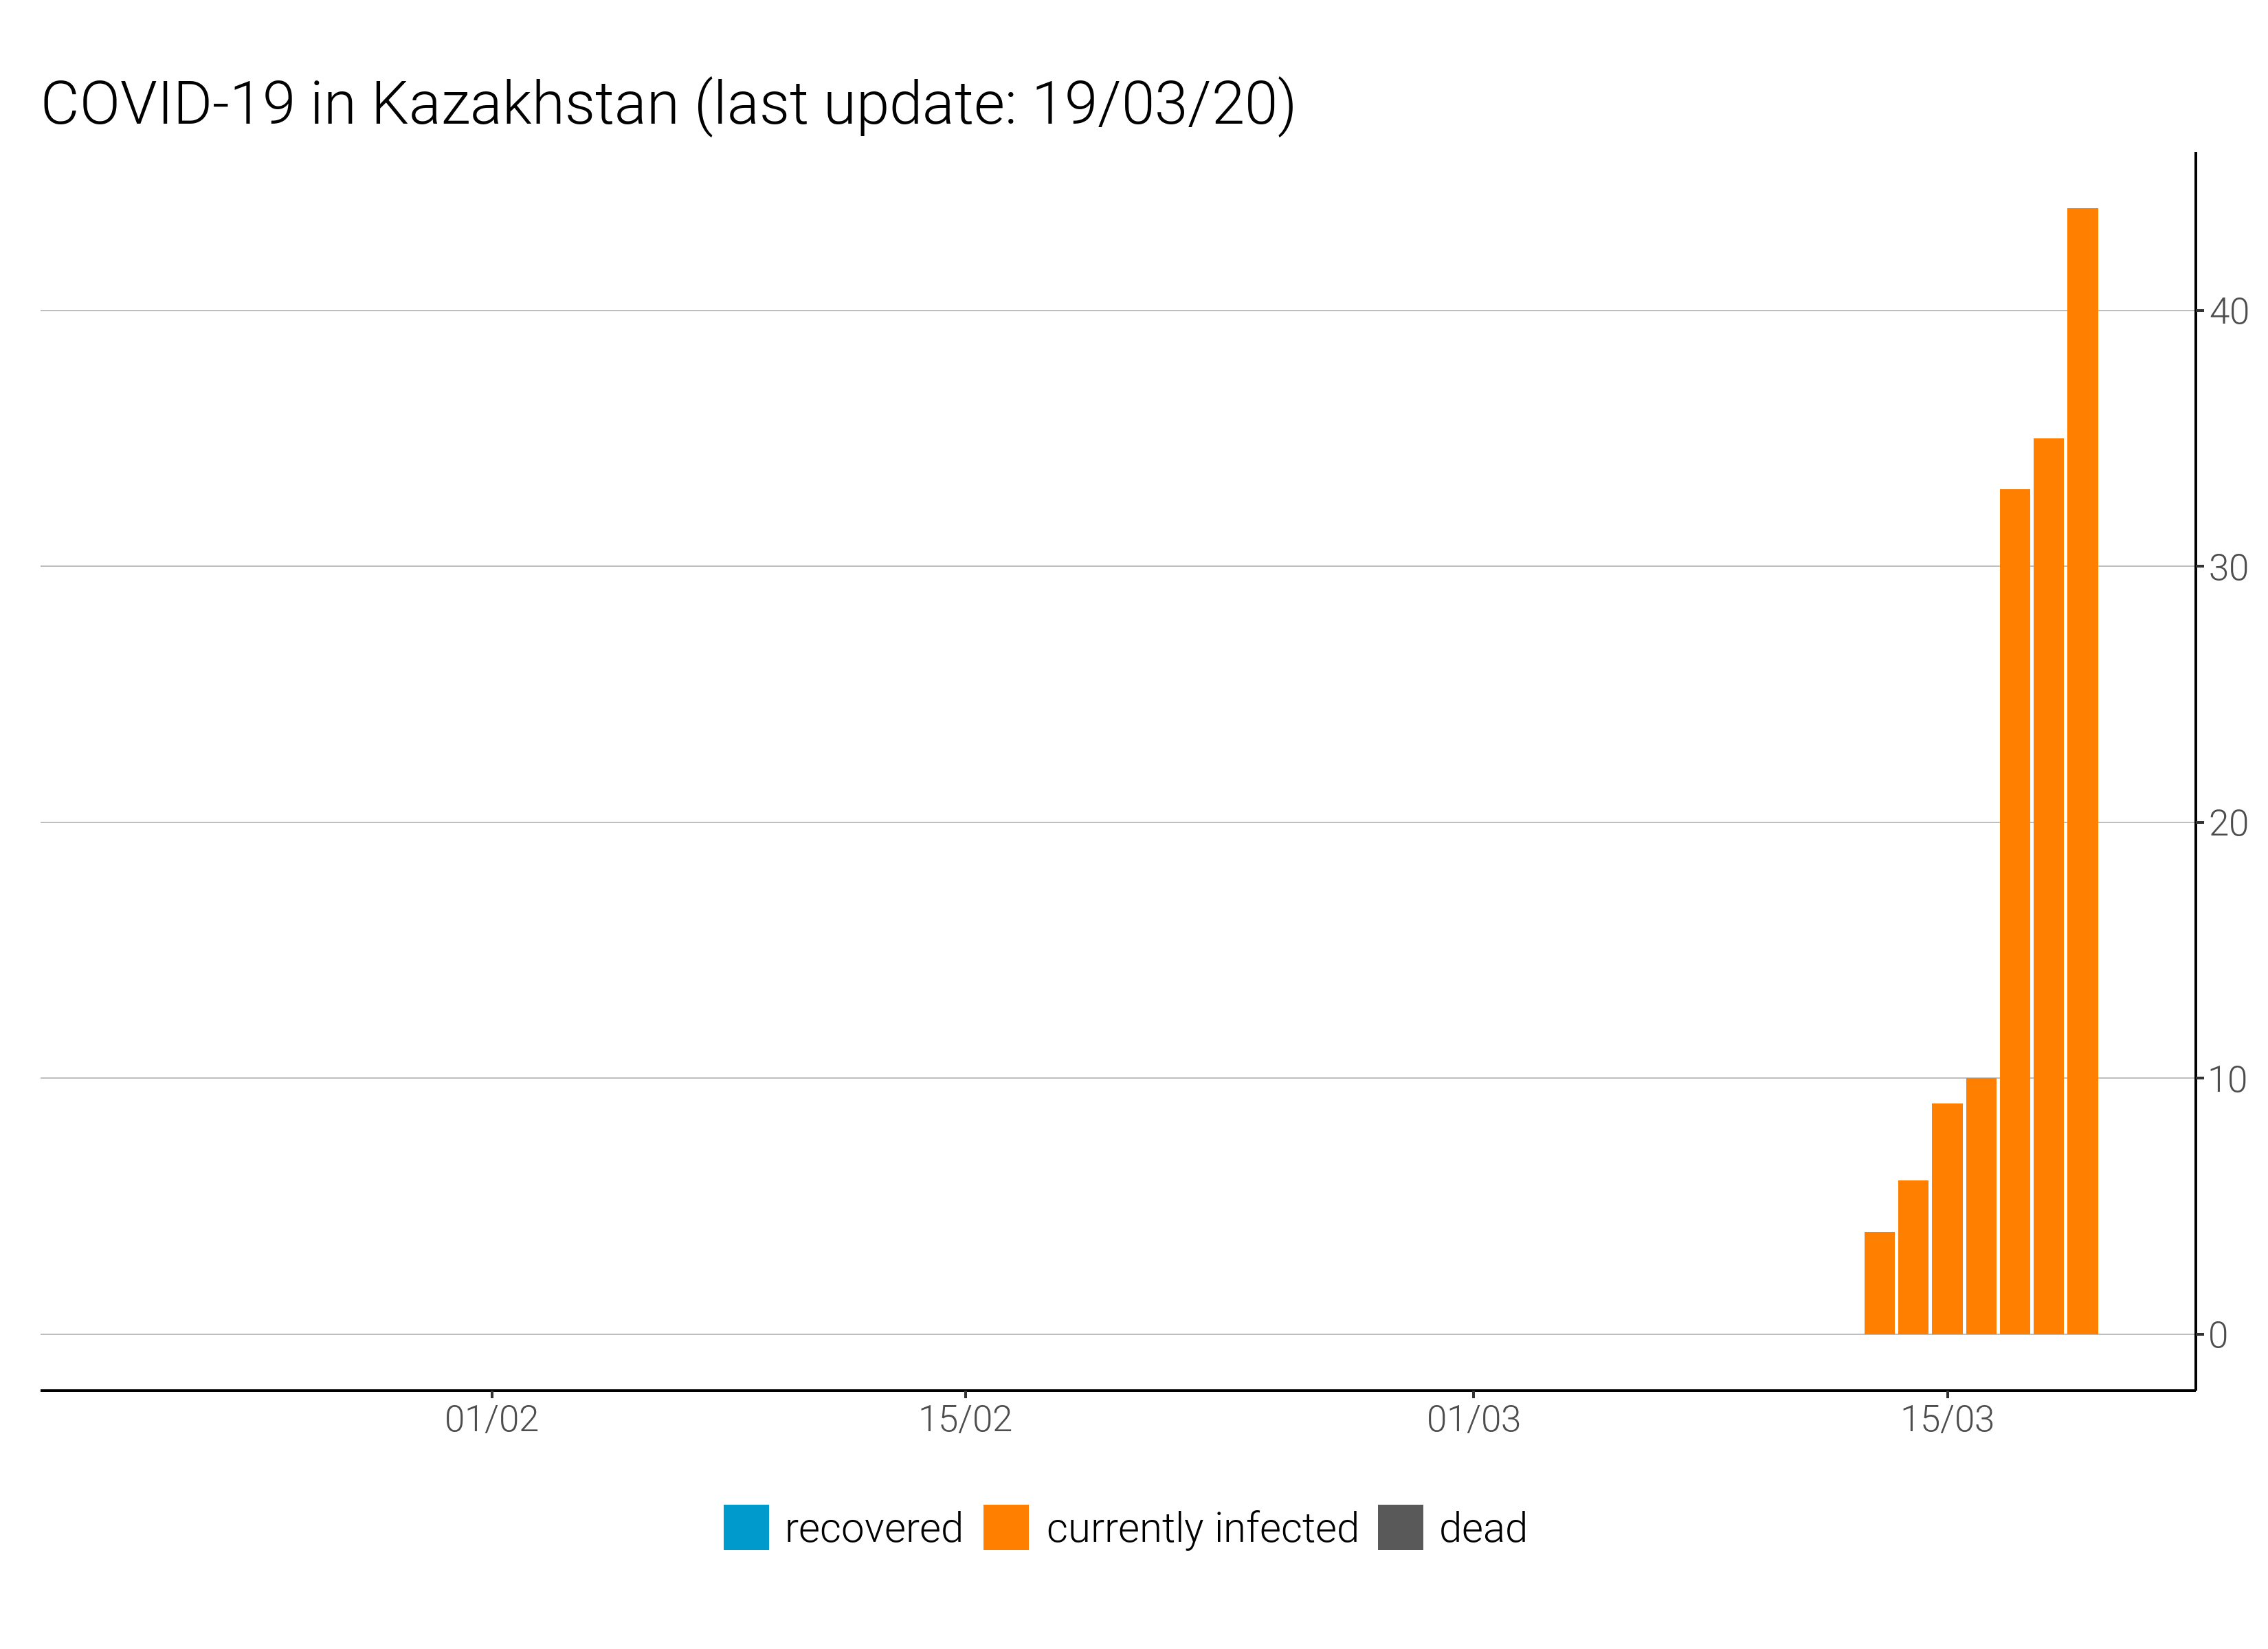 COVID-19 in Kazakhstan (last update: 19/03/20)
40
30
20
10
0
01/02 15/02 01/03 15/03
recovered currently infected dead